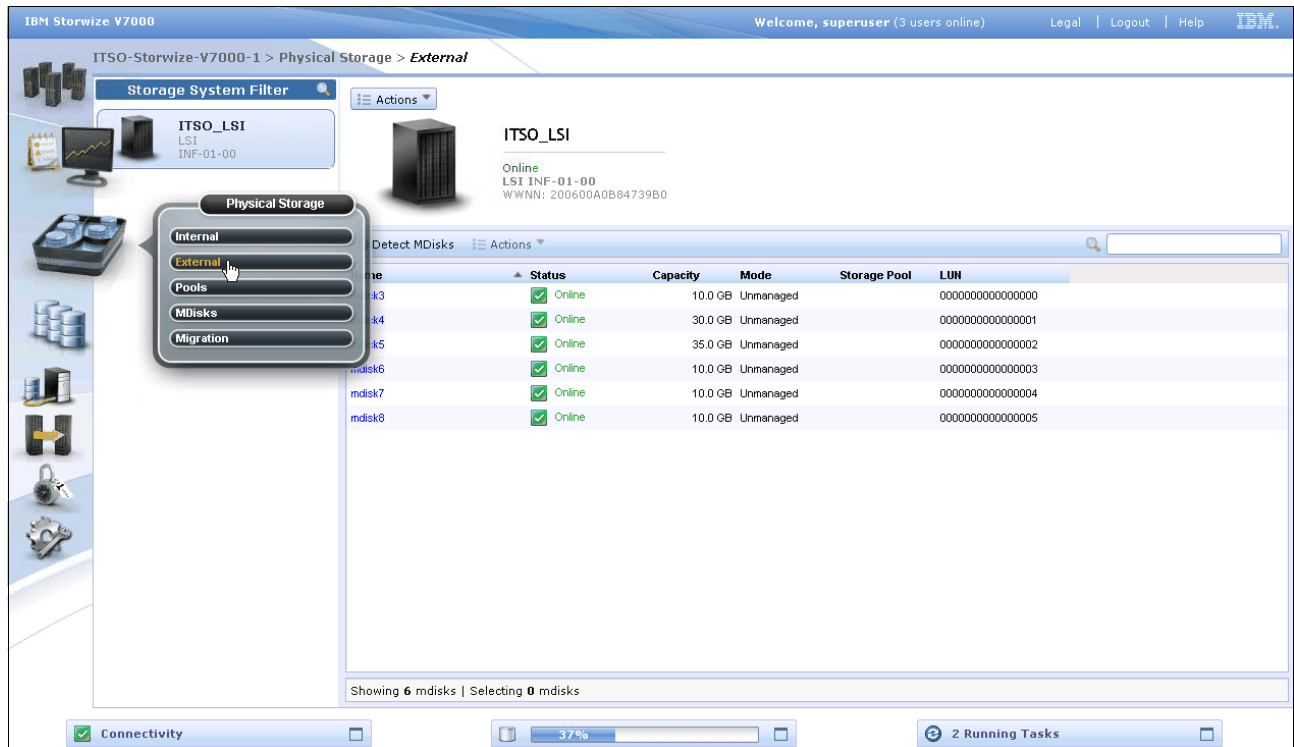 IBM Storwize V7000
Welcome, superuser (3 users online)
Legal | Logout | Help
IBM.
ITSO-Storwize-V7000-1 > Physical Storage > External
Storage System Filter
ITSO_LSI
LSI
INF-01-00
Actions
ITSO_LSI
Online
LSI INF-01-00
WWNN: 200600A0B84739B0
Physical Storage
Internal
External
Pools
MDisks
Migration
Detect MDisks
Actions
Status Capacity Mode Storage Pool LUN
Online 10.0 GB Unmanaged 0000000000000000
Online 30.0 GB Unmanaged 0000000000000001
Online 35.0 GB Unmanaged 0000000000000002
mdisk6 Online 10.0 GB Unmanaged 0000000000000003
mdisk7 Online 10.0 GB Unmanaged 0000000000000004
mdisk8 Online 10.0 GB Unmanaged 0000000000000005
Showing 6 mdisks | Selecting 0 mdisks
Connectivity
37%
2 Running Tasks